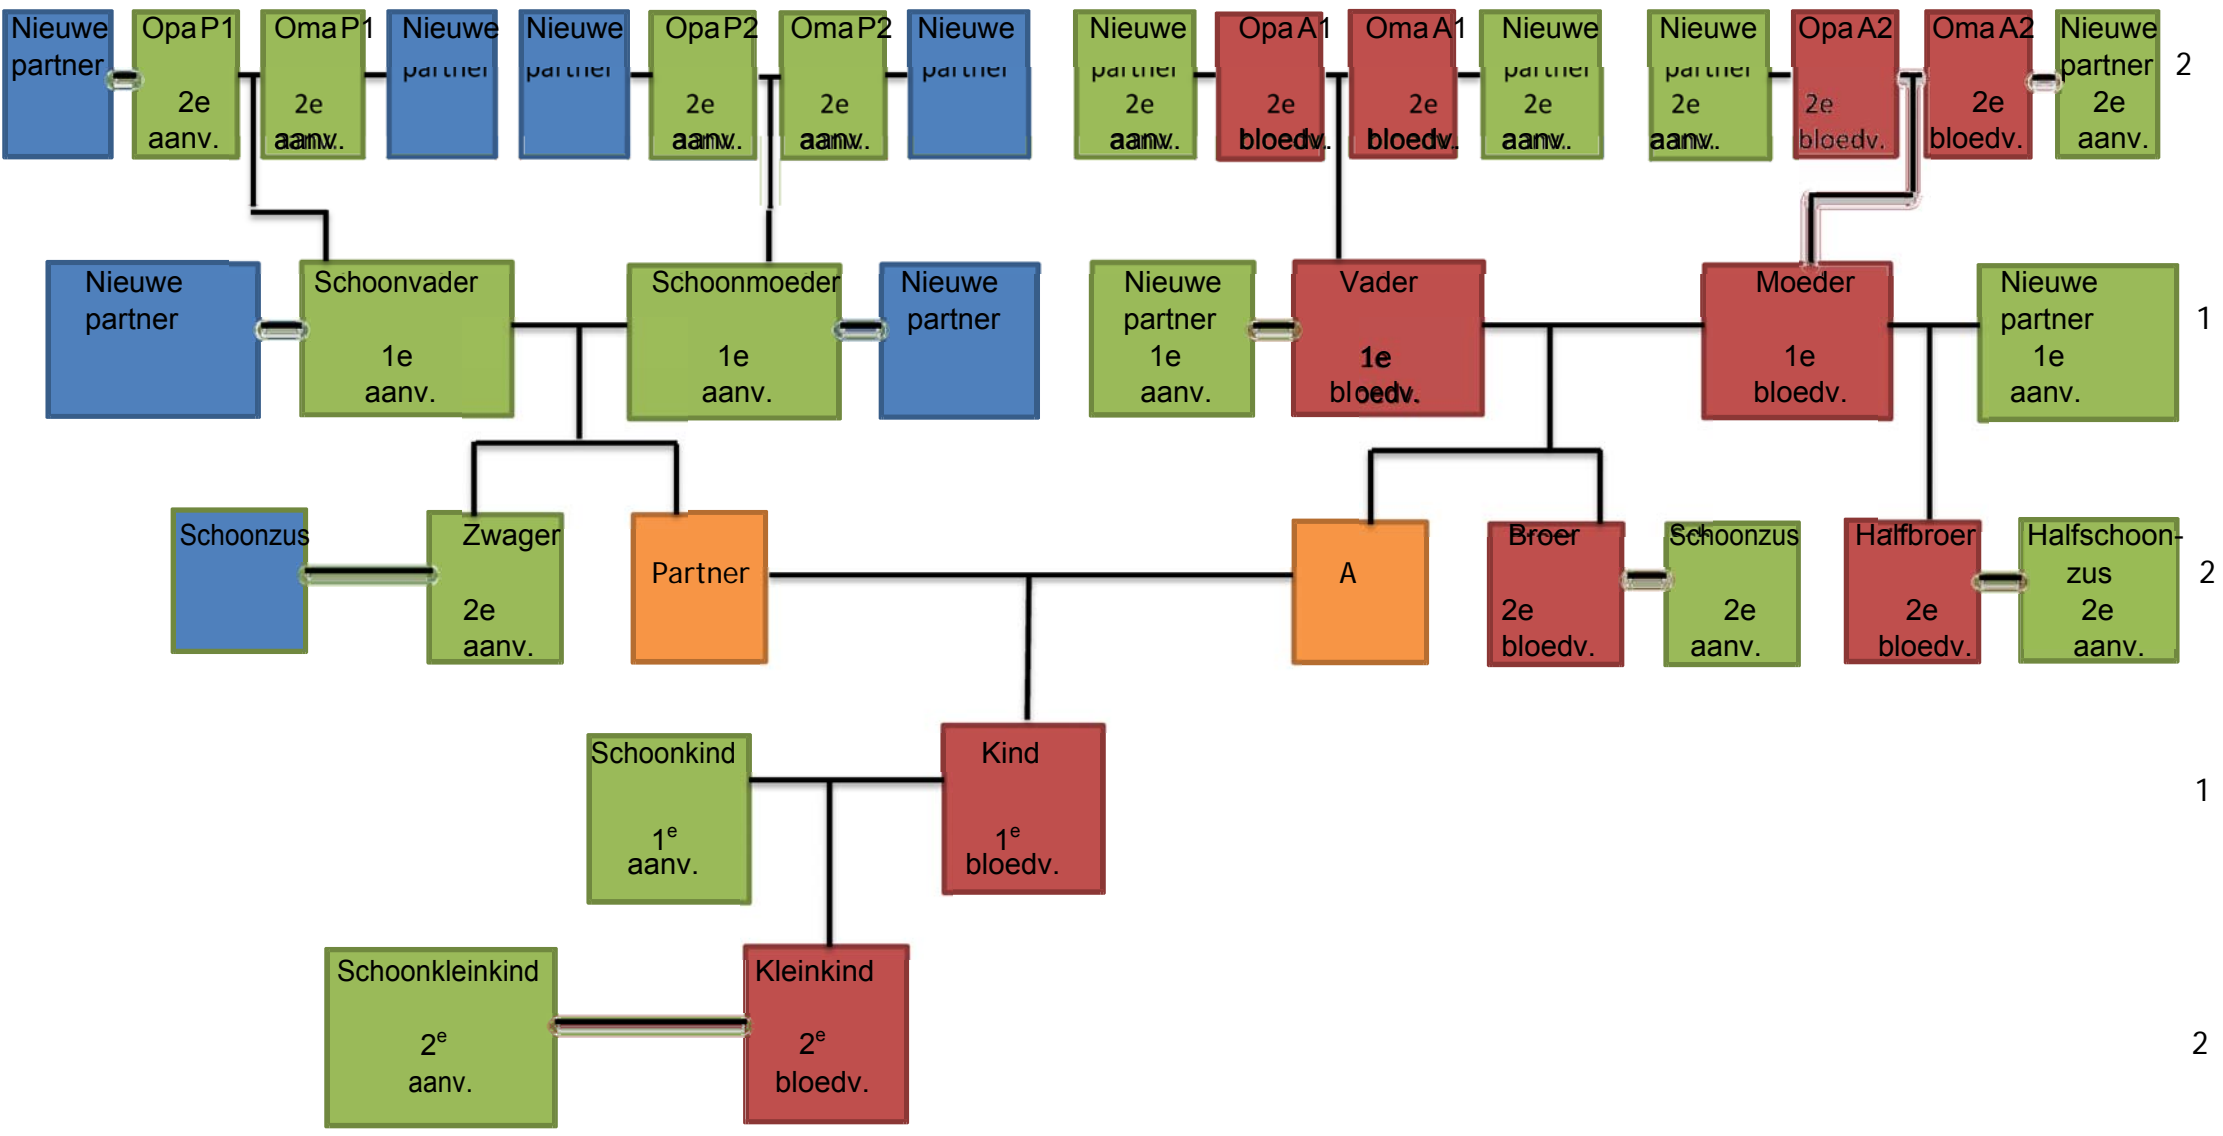 Nieuwe
partner
Opa P1
2e
aanv.
Oma P1
2e
aanv.
Nieuwe
partner
Nieuwe
partner
Opa P2
2e
aanv.
Oma P2
2e
aanv.
Nieuwe
partner
Nieuwe
partner
2e
aanv.
Opa A1
2e
bloedv.
Oma A1
2e
bloedv.
Nieuwe
partner
2e
aanv.
Nieuwe
partner
2e
aanv.
Opa A2
2e
bloedv.
Oma A2
2e
bloedv.
Nieuwe
partner
2e
aanv.
2
Nieuwe
partner
Schoonvader
1e
aanv.
Schoonmoeder
1e
aanv.
Nieuwe
partner
Nieuwe
partner
1e
aanv.
Vader
1e
bloedv.
Moeder
1e
bloedv.
Nieuwe
partner
1e
aanv.
1
Schoonzus
Zwager
2e
aanv.
Partner
A
Broer
2e
bloedv.
Schoonzus
2e
aanv.
Halfbroer
2e
bloedv.
Halfschoon-
zus
2e
aanv.
2
Schoonkind
1e
aanv.
Kind
1e
bloedv.
1
Schoonkleinkind
2e
aanv.
Kleinkind
2e
bloedv.
2